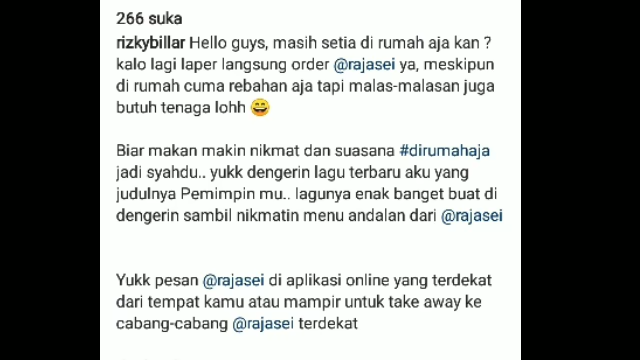 266 suka
rizkybillar Hello guys, masih setia di rumah aja kan ?
kalo lagi laper langsung order @rajasei ya, meskipun
di rumah cuma rebahan aja tapi malas-malasan juga
butuh tenaga lohh 😄
Biar makan makin nikmat dan suasana #dirumahaja
jadi syahdu.. yukk dengerin lagu terbaru aku yang
judulnya Pemimpin mu.. lagunya enak banget buat di
dengerin sambil nikmatin menu andalan dari @rajasei
Yukk pesan @rajasei di aplikasi online yang terdekat
dari tempat kamu atau mampir untuk take away ke
cabang-cabang @rajasei terdekat